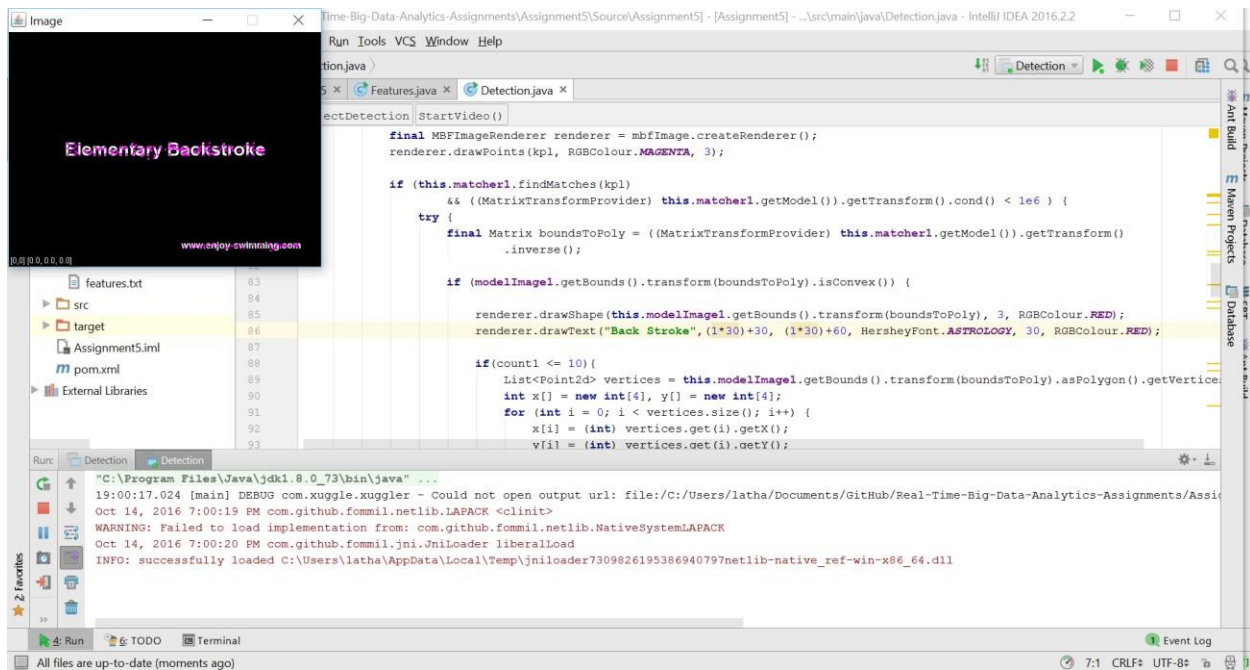 Image
Time-Big-Data-Analytics-Assignments\Assignment5\Source\Assignment5] - [Assignment5] - ...\src\main\java\Detection.java - IntelliJ IDEA 2016.2.2
Run Tools VCS Window Help
tion.java
Detection
5 Features.java Detection.java
ectDetection StartVideo()
Elementary Backstroke
www.enjoy-swimming.com
[0,0] [0.0, 0.0, 0.0]
final MBFImageRenderer renderer = mbfImage.createRenderer();
renderer.drawPoints(kpl, RGBColour.MAGENTA, 3);
if (this.matcher1.findMatches(kpl)
&& ((MatrixTransformProvider) this.matcher1.getModel()).getTransform().cond() < 1e6 ) {
try {
final Matrix boundsToPoly = ((MatrixTransformProvider) this.matcher1.getModel()).getTransform()
.inverse();
features.txt
83 if (modelImage1.getBounds().transform(boundsToPoly).isConvex()) {
src
84
85 renderer.drawShape(this.modelImage1.getBounds().transform(boundsToPoly), 3, RGBColour.RED);
target
86 renderer.drawText("Back Stroke",(1*30)+30, (1*30)+60, HersheyFont.ASTROLOGY, 30, RGBColour.RED);
Assignment5.iml
87
pom.xml
88 if(count1 <= 10){
External Libraries
89 List<Point2d> vertices = this.modelImage1.getBounds().transform(boundsToPoly).asPolygon().getVertice
90 int x[] = new int[4], y[] = new int[4];
91 for (int i = 0; i < vertices.size(); i++) {
92 x[i] = (int) vertices.get(i).getX();
93 y[i] = (int) vertices.get(i).getY();
Ant Build
Maven Projects
Database
Run: Detection Detection
"C:\Program Files\Java\jdk1.8.0_73\bin\java" ...
19:00:17.024 [main] DEBUG com.xuggle.xuggler - Could not open output url: file:/C:/Users/latha/Documents/GitHub/Real-Time-Big-Data-Analytics-Assignments/Assig
Oct 14, 2016 7:00:19 PM com.github.fommil.netlib.LAPACK <clinit>
WARNING: Failed to load implementation from: com.github.fommil.netlib.NativeSystemLAPACK
Oct 14, 2016 7:00:20 PM com.github.fommil.jni.JniLoader liberalLoad
INFO: successfully loaded C:\Users\latha\AppData\Local\Temp\jniloader7309826195386940797netlib-native_ref-win-x86_64.dll
2: Favorites
4: Run 6: TODO Terminal
1 Event Log
All files are up-to-date (moments ago)
7:1 CRLF UTF-8